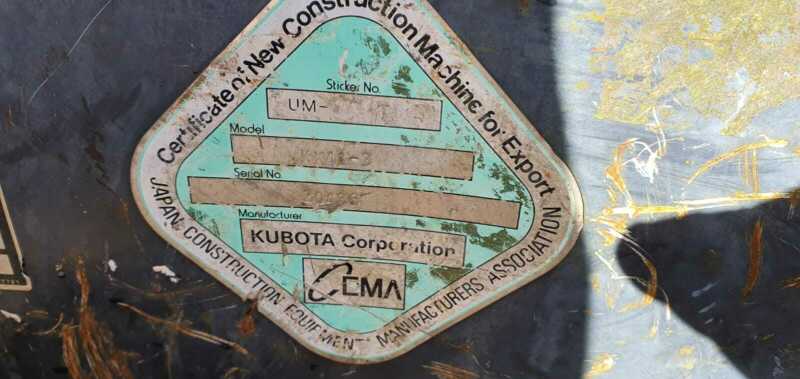 Certificate of New Construction Machine for Export
Sticker No.
UM-
Model
Serial No
Manufacturer
KUBOTA Corporation
CEMA
JAPAN CONSTRUCTION EQUIPMENT MANUFACTURERS ASSOCIATION